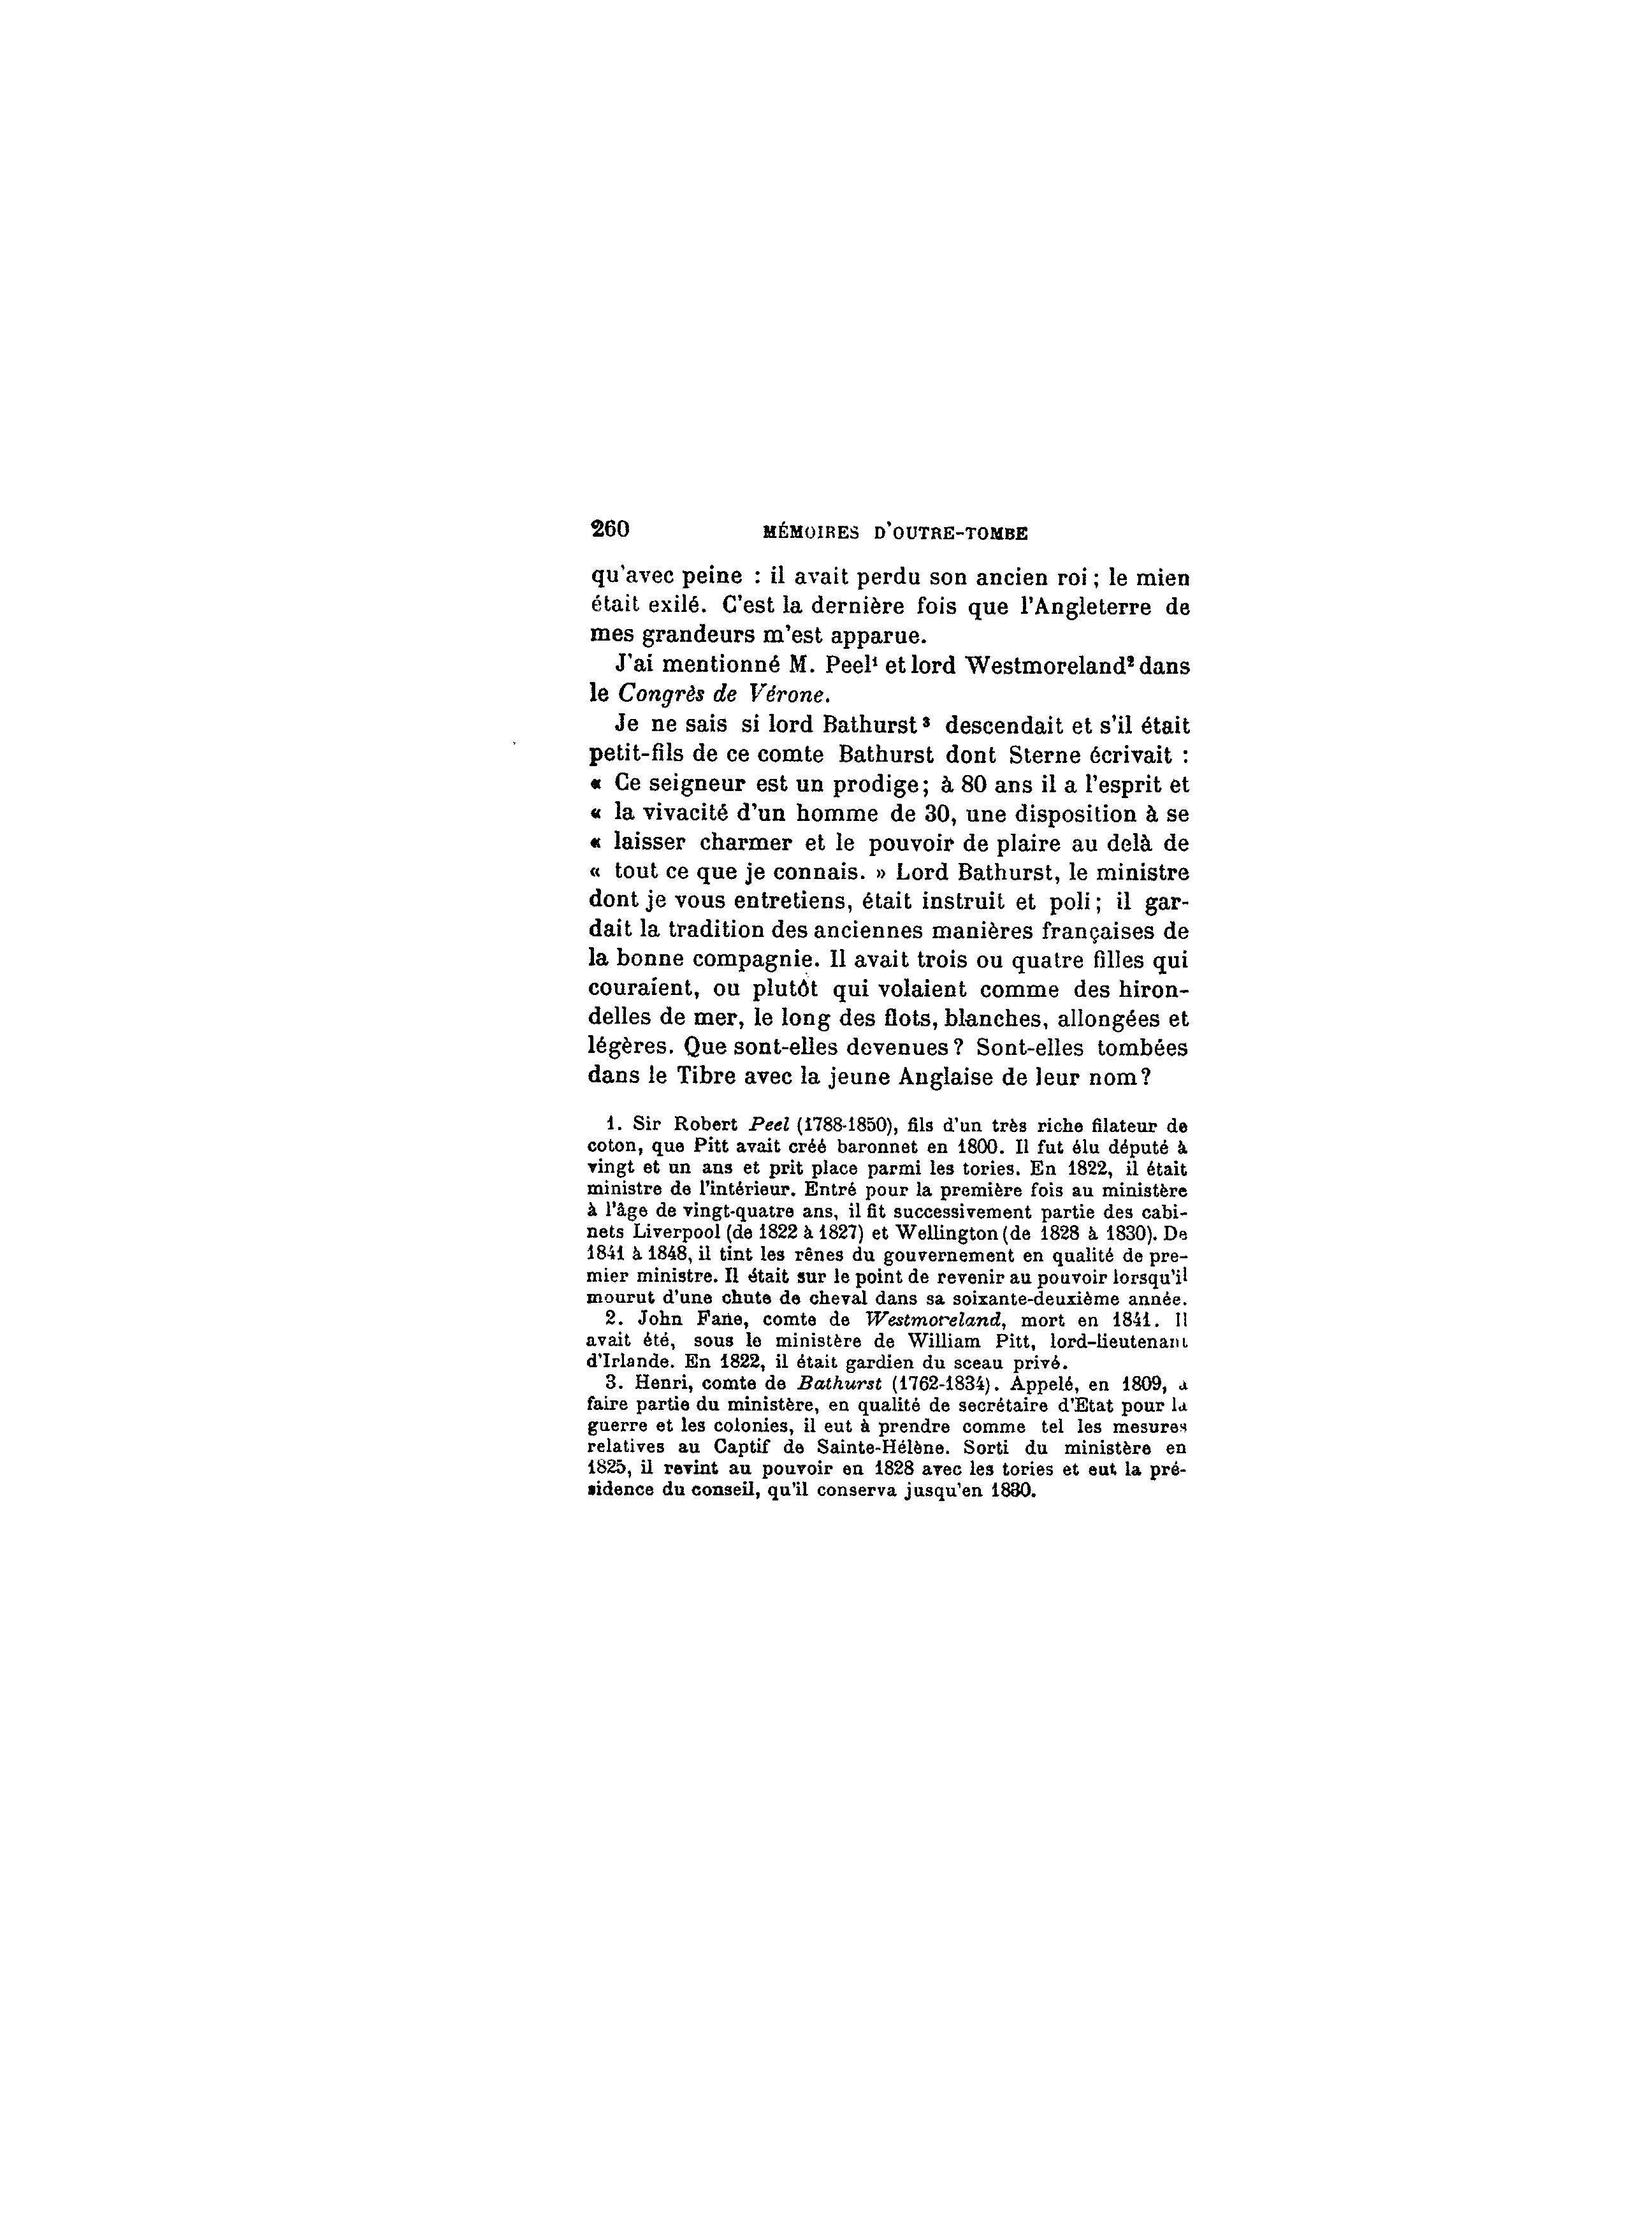 260 MÉMOIRES D'OUTRE-TOMBE
qu'avec peine : il avait perdu son ancien roi ; le mien
était exilé. C'est la dernière fois que l'Angleterre de
mes grandeurs m'est apparue.
J'ai mentionné M. Peel¹ et lord Westmoreland² dans
le Congrès de Vérone.
Je ne sais si lord Bathurst³ descendait et s'il était
petit-fils de ce comte Bathurst dont Sterne écrivait :
« Ce seigneur est un prodige ; à 80 ans il a l'esprit et
« la vivacité d'un homme de 30, une disposition à se
« laisser charmer et le pouvoir de plaire au delà de
« tout ce que je connais. » Lord Bathurst, le ministre
dont je vous entretiens, était instruit et poli ; il gar-
dait la tradition des anciennes manières françaises de
la bonne compagnie. Il avait trois ou quatre filles qui
couraient, ou plutôt qui volaient comme des hiron-
delles de mer, le long des flots, blanches, allongées et
légères. Que sont-elles devenues ? Sont-elles tombées
dans le Tibre avec la jeune Anglaise de leur nom ?
1. Sir Robert Peel (1788-1850), fils d'un très riche filateur de
coton, que Pitt avait créé baronnet en 1800. Il fut élu député à
vingt et un ans et prit place parmi les tories. En 1822, il était
ministre de l'intérieur. Entré pour la première fois au ministère
à l'âge de vingt-quatre ans, il fit successivement partie des cabi-
nets Liverpool (de 1822 à 1827) et Wellington (de 1828 à 1830). De
1841 à 1848, il tint les rênes du gouvernement en qualité de pre-
mier ministre. Il était sur le point de revenir au pouvoir lorsqu'il
mourut d'une chute de cheval dans sa soixante-deuxième année.
2. John Fane, comte de Westmoreland, mort en 1841. Il
avait été, sous le ministère de William Pitt, lord-lieutenant
d'Irlande. En 1822, il était gardien du sceau privé.
3. Henri, comte de Bathurst (1762-1834). Appelé, en 1809, à
faire partie du ministère, en qualité de secrétaire d'Etat pour la
guerre et les colonies, il eut à prendre comme tel les mesures
relatives au Captif de Sainte-Hélène. Sorti du ministère en
1825, il revint au pouvoir en 1828 avec les tories et eut la pré-
sidence du conseil, qu'il conserva jusqu'en 1830.